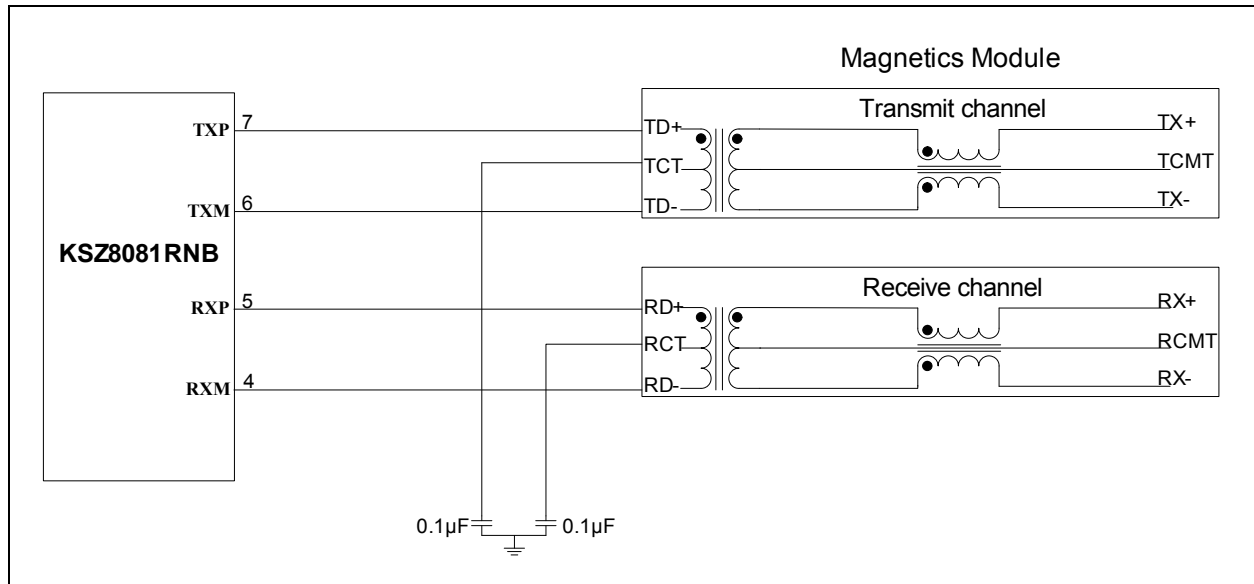 Magnetics Module
KSZ8081RNB
TXP 7
TXM 6
RXP 5
RXM 4
Transmit channel
TD+
TCT
TD-
TX+
TCMT
TX-
Receive channel
RD+
RCT
RD-
RX+
RCMT
RX-
0.1µF
0.1µF